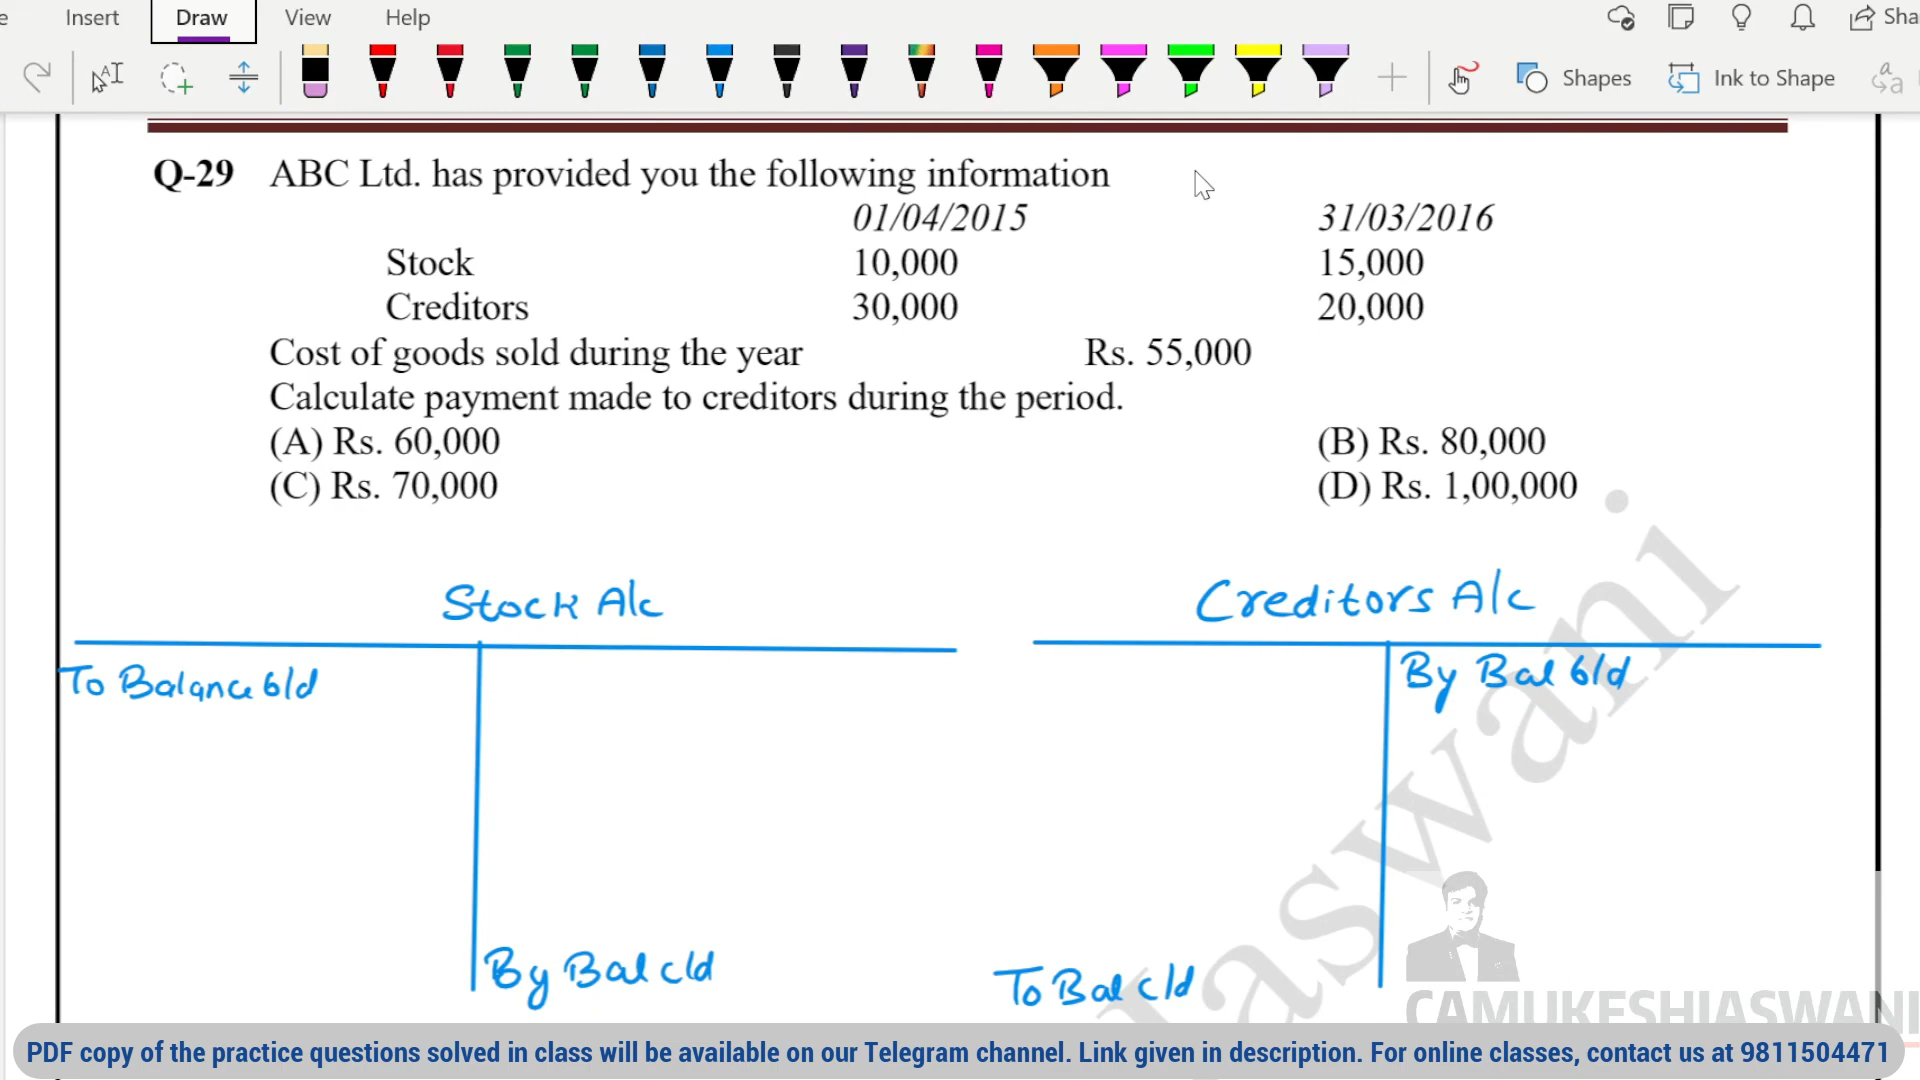 Insert Draw View Help
Shapes Ink to Shape
Q-29 ABC Ltd. has provided you the following information
01/04/2015 31/03/2016
Stock 10,000 15,000
Creditors 30,000 20,000
Cost of goods sold during the year Rs. 55,000
Calculate payment made to creditors during the period.
(A) Rs. 60,000 (B) Rs. 80,000
(C) Rs. 70,000 (D) Rs. 1,00,000
Stock A/c Creditors A/c
To Balance b/d By Bal b/d
By Bal c/d To Bal c/d
CAMUKESHJASWANI
PDF copy of the practice questions solved in class will be available on our Telegram channel. Link given in description. For online classes, contact us at 9811504471